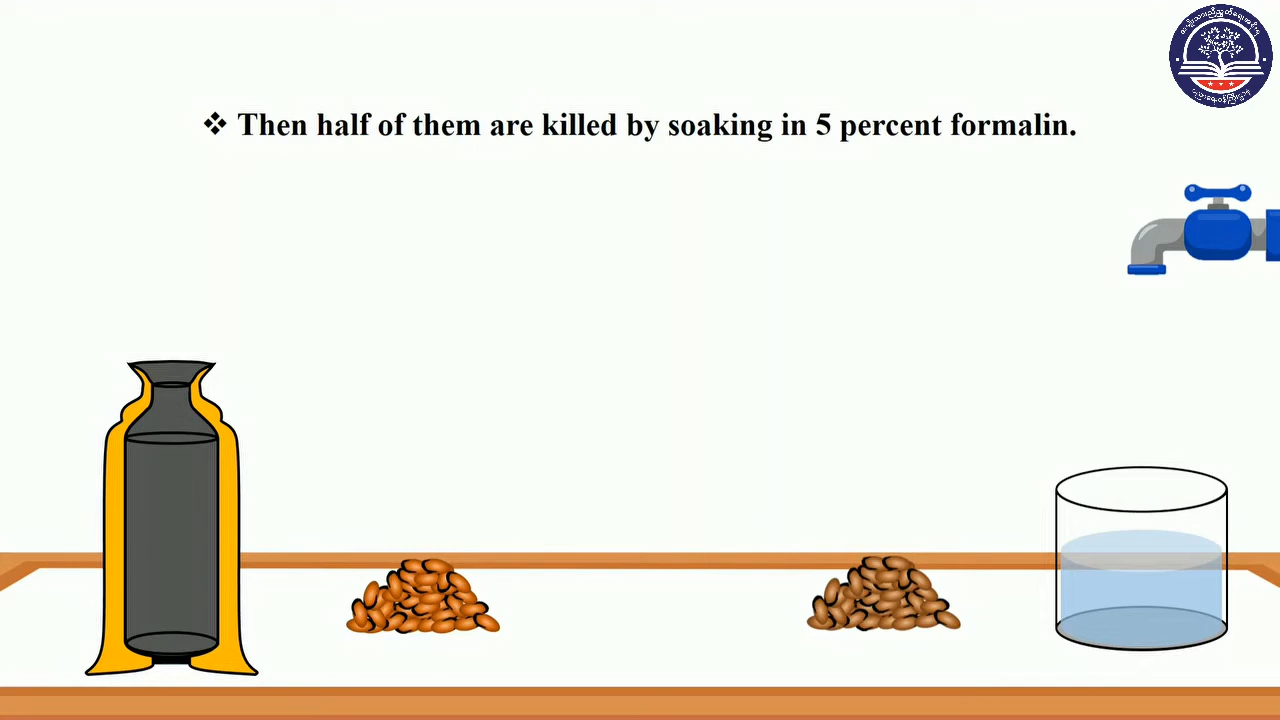 ❖ Then half of them are killed by soaking in 5 percent formalin.